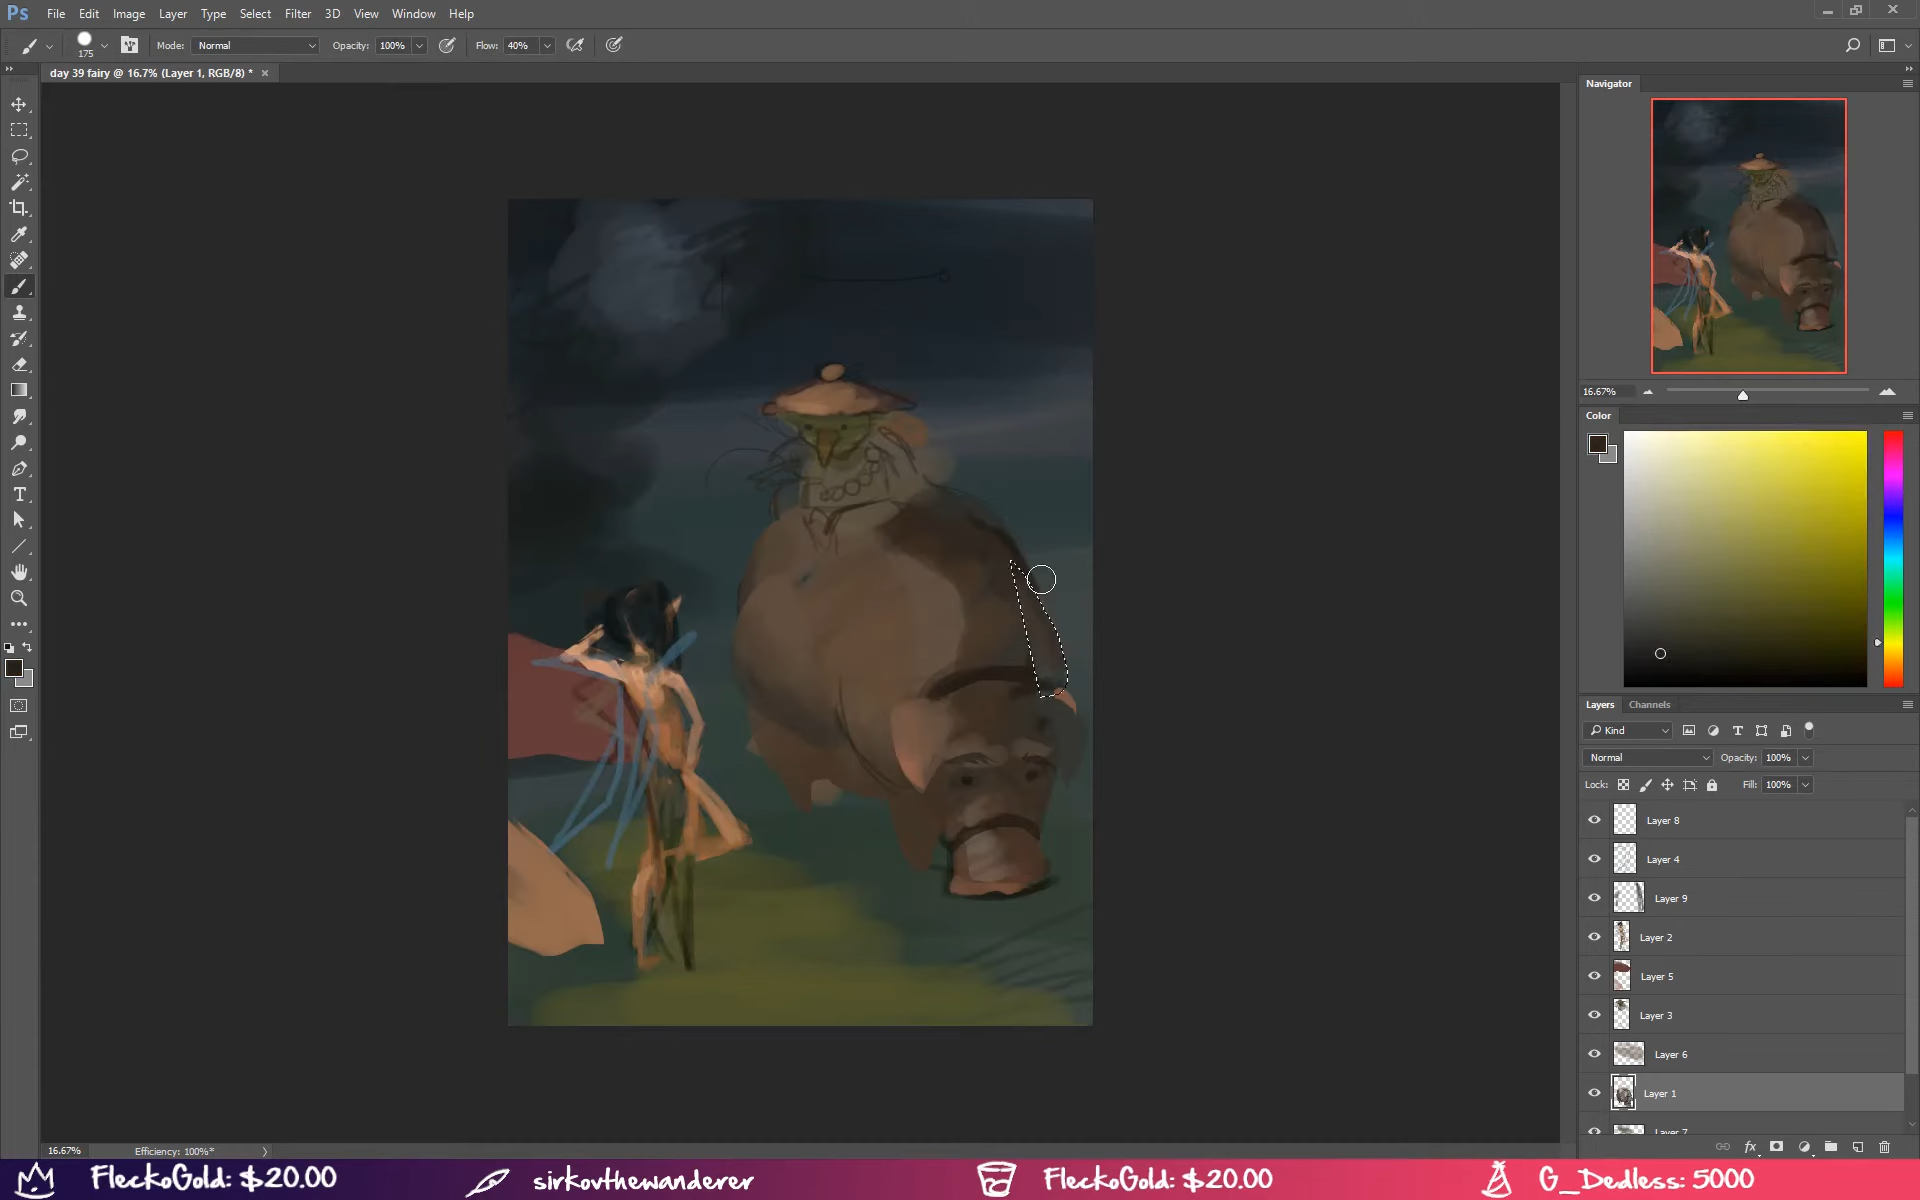 Ps File Edit Image Layer Type Select Filter 3D View Window Help
175 Mode: Normal Opacity: 100% Flow: 40%
day 39 fairy @ 16.7% (Layer 1, RGB/8) *
Navigator
16.67%
Color
Layers Channels
Kind
Normal Opacity: 100%
Lock: Fill: 100%
Layer 8
Layer 4
Layer 9
Layer 2
Layer 5
Layer 3
Layer 6
Layer 1
Layer 7
16.67% Efficiency: 100%*
FleckoGold: $20.00 sirkovthewanderer FleckoGold: $20.00 G_Dedless: 5000